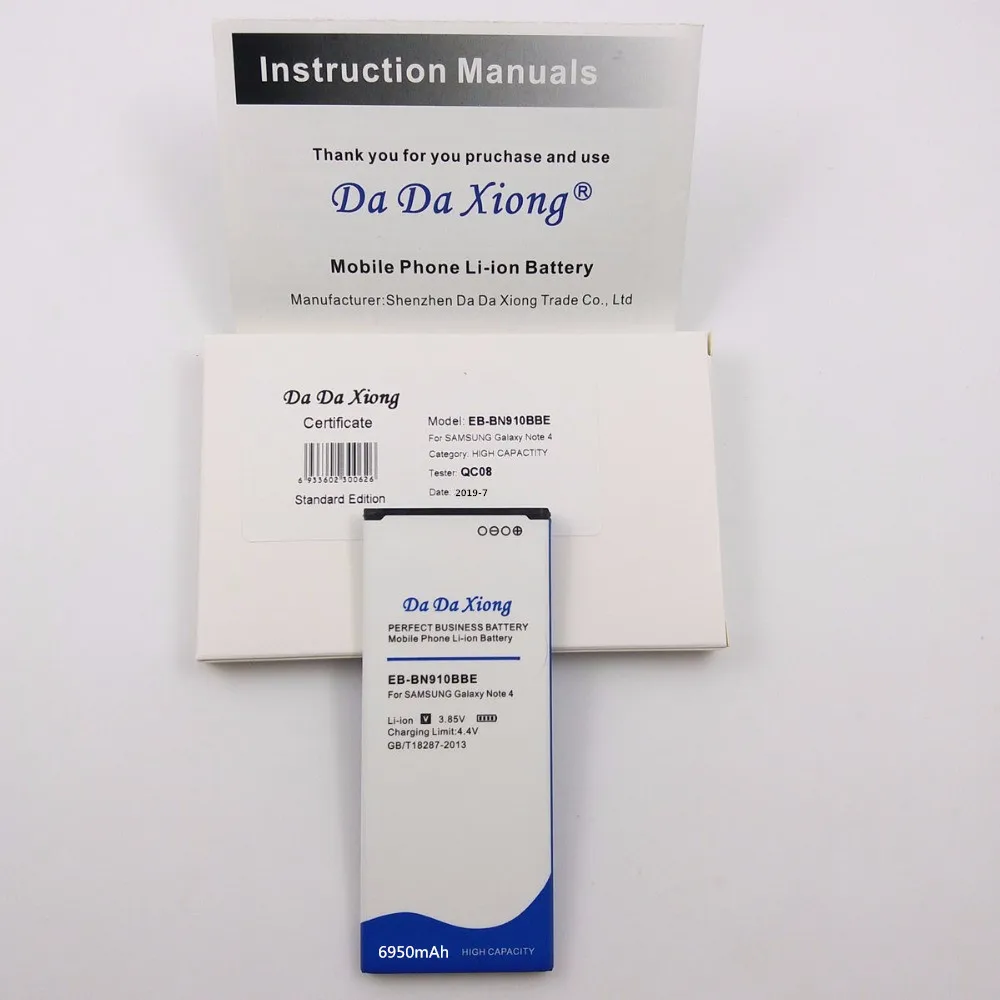 Instruction Manuals
Thank you for you pruchase and use
Da Da Xiong®
Mobile Phone Li-ion Battery
Manufacturer:Shenzhen Da Da Xiong Trade Co., Ltd
Da Da Xiong
Certificate
6 933602 300626
Standard Edition
Model: EB-BN910BBE
For SAMSUNG Galaxy Note 4
Category: HIGH CAPACTITY
Tester: QC08
Date: 2019-7
Da Da Xiong
PERFECT BUSINESS BATTERY
Mobile Phone Li-ion Battery
EB-BN910BBE
For SAMSUNG Galaxy Note 4
Li-ion V 3.85V
Charging Limit:4.4V
GB/T18287-2013
6950mAh HIGH CAPACITY